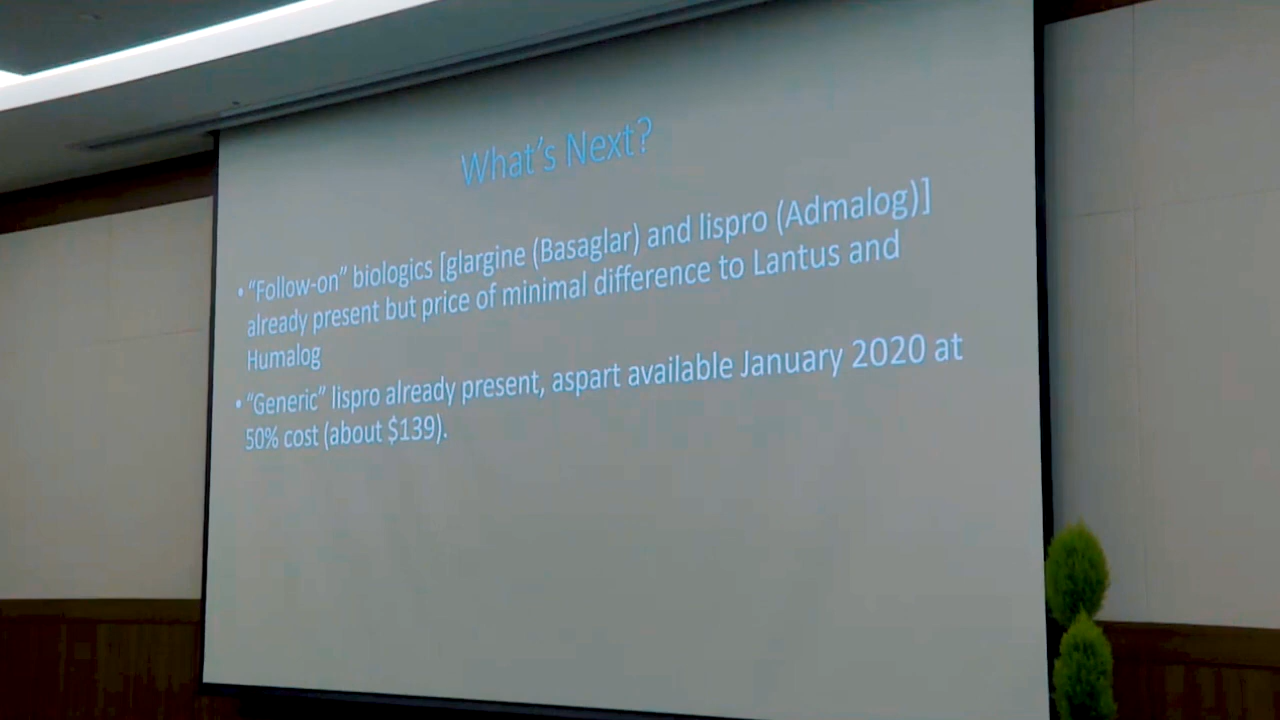 What's Next?
• "Follow-on" biologics [glargine (Basaglar) and lispro (Admalog)]
already present but price of minimal difference to Lantus and
Humalog
• "Generic" lispro already present, aspart available January 2020 at
50% cost (about $139).